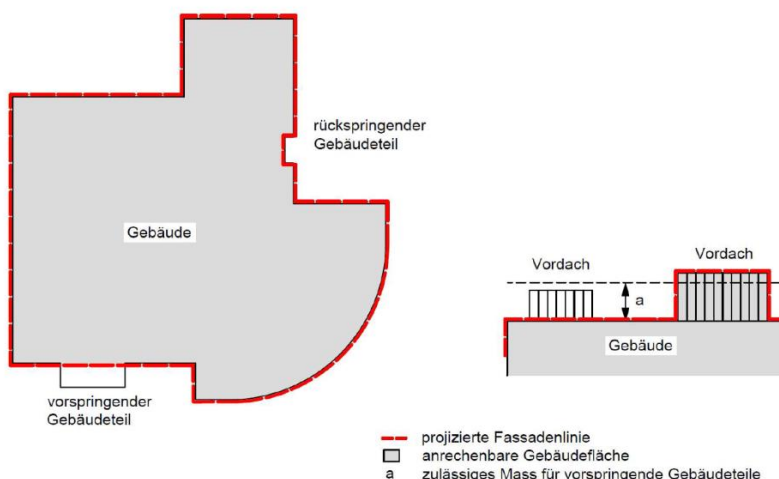 rückspringender
Gebäudeteil
Gebäude
vorspringender
Gebäudeteil
Vordach
Vordach
a
Gebäude
projizierte Fassadenlinie
anrechenbare Gebäudefläche
a zulässiges Mass für vorspringende Gebäudeteile